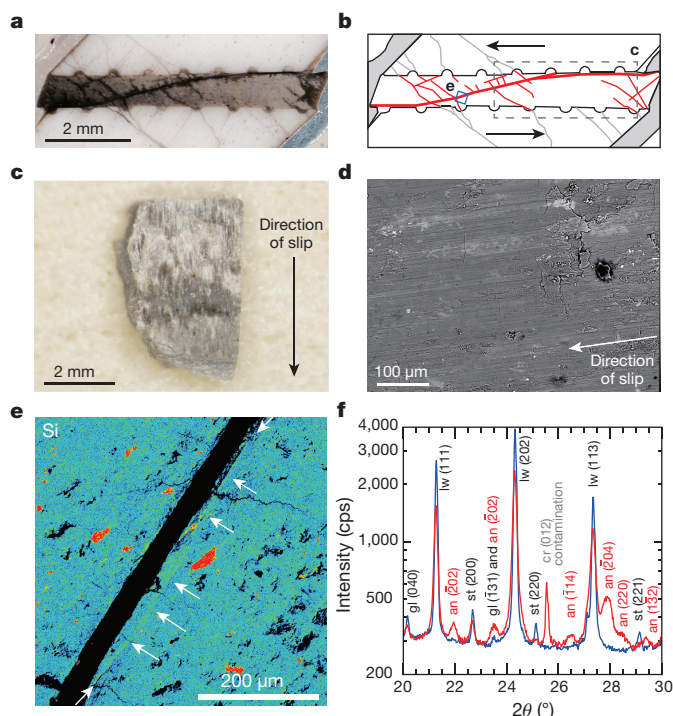 a
2 mm
b
c
e
c
Direction
of slip
2 mm
d
100 µm
Direction
of slip
e
Si
200 µm
f
Intensity (cps)
4,000
3,000
2,000
1,000
500
200
gl (040)
lw (111)
an (2̄02)
st (200)
gl (1̄31) and an (2̄02)
lw (202)
st (220)
cr (012)
contamination
an (1̄14)
lw (113)
an (2̄04)
an (220)
st (221)
an (1̄32)
20 22 24 26 28 30
2θ (°)